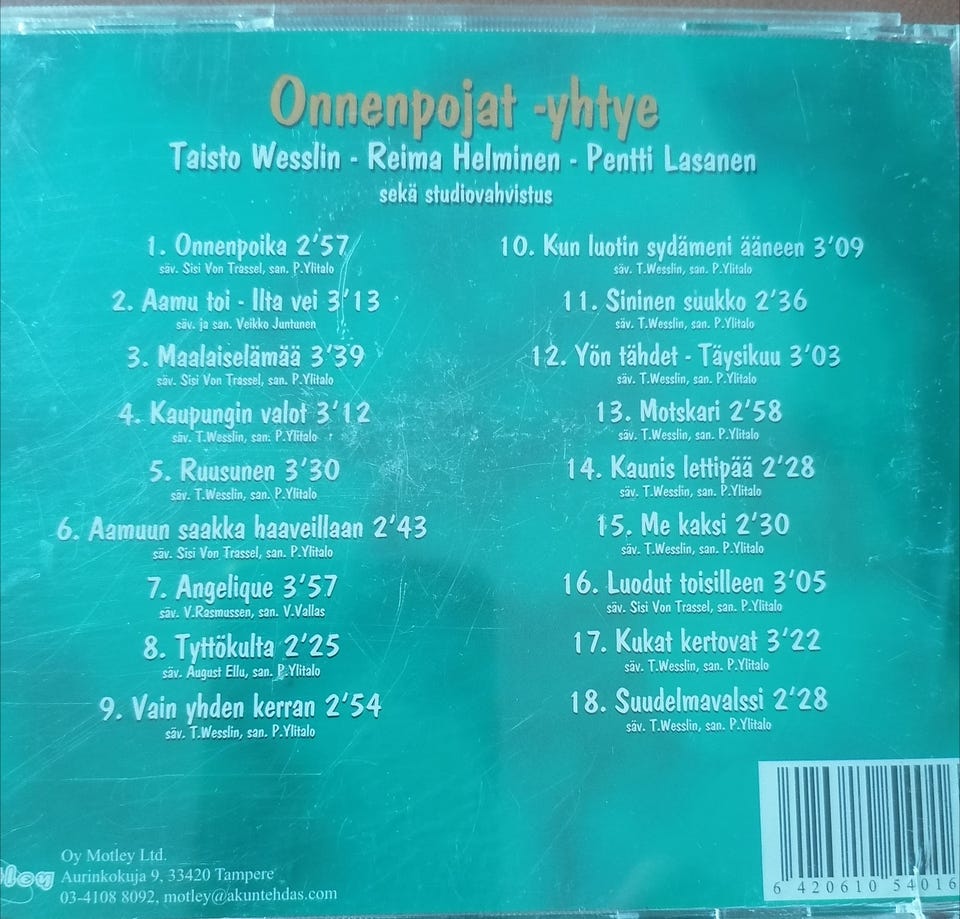 Onnenpojat -yhtye
Taisto Wesslin - Reima Helminen - Pentti Lasanen
sekä studiovahvistus
1. Onnenpoika 2'57
säv. Sisi Von Trassel, san. P.Ylitalo
2. Aamu toi - Ilta vei 3'13
säv. ja san. Veikko Juntunen
3. Maalaiselämää 3'39
säv. Sisi Von Trassel, san. P.Ylitalo
4. Kaupungin valot 3'12
säv. T.Wesslin, san. P.Ylitalo
5. Ruusunen 3'30
säv. T.Wesslin, san. P.Ylitalo
6. Aamuun saakka haaveillaan 2'43
säv. Sisi Von Trassel, san. P.Ylitalo
7. Angelique 3'57
säv. V.Rasmussen, san. V.Vallas
8. Tyttökulta 2'25
säv. August Ellu, san. P.Ylitalo
9. Vain yhden kerran 2'54
säv. T.Wesslin, san. P.Ylitalo
10. Kun luotin sydämeni ääneen 3'09
säv. T.Wesslin, san. P.Ylitalo
11. Sininen suukko 2'36
säv. T.Wesslin, san. P.Ylitalo
12. Yön tähdet - Täysikuu 3'03
säv. T.Wesslin, san. P.Ylitalo
13. Motskari 2'58
säv. T.Wesslin, san. P.Ylitalo
14. Kaunis lettipää 2'28
säv. T.Wesslin, san. P.Ylitalo
15. Me kaksi 2'30
säv. T.Wesslin, san. P.Ylitalo
16. Luodut toisilleen 3'05
säv. Sisi Von Trassel, san. P.Ylitalo
17. Kukat kertovat 3'22
säv. T.Wesslin, san. P.Ylitalo
18. Suudelmavalssi 2'28
säv. T.Wesslin, san. P.Ylitalo
Oy Motley Ltd.
Aurinkokuja 9, 33420 Tampere
03-4108 8092, motley@akuntehdas.com
6 420610 54016